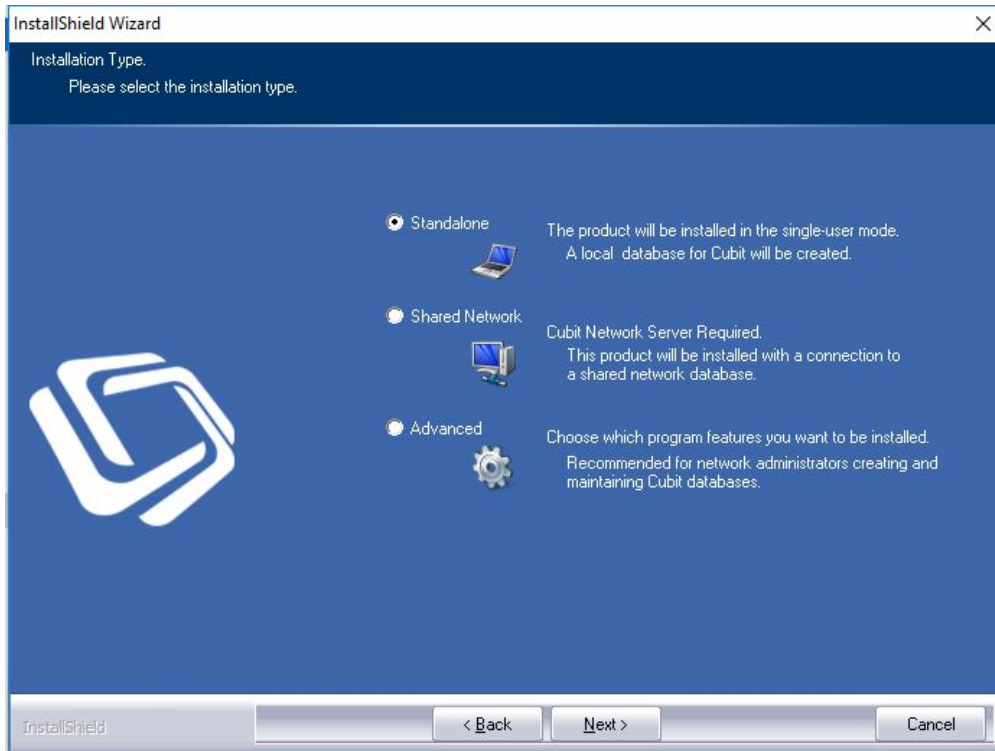 InstallShield Wizard
Installation Type.
Please select the installation type.
Standalone
The product will be installed in the single-user mode.
A local database for Cubit will be created.
Shared Network
Cubit Network Server Required.
This product will be installed with a connection to
a shared network database.
Advanced
Choose which program features you want to be installed.
Recommended for network administrators creating and
maintaining Cubit databases.
InstallShield
< Back
Next >
Cancel